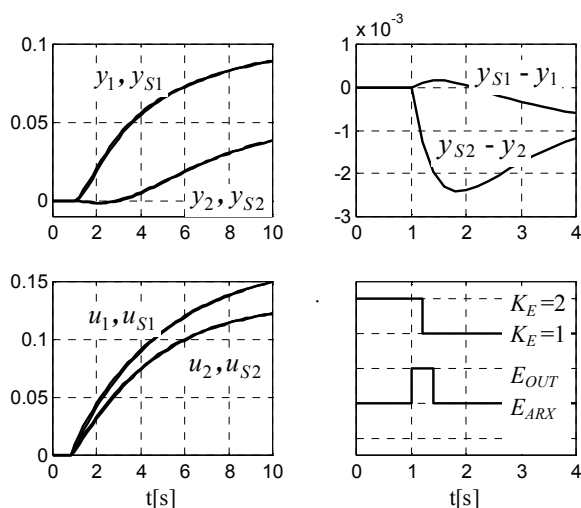 0.1
0.05
0
y1, yS1
y2, yS2
0 2 4 6 8 10
x 10^-3
1
0
-1
-2
-3
yS1 − y1
yS2 − y2
0 1 2 3 4
0.15
0.1
0.05
0
u1, uS1
u2, uS2
0 2 4 6 8 10
t[s]
KE=2
KE=1
EOUT
EARX
0 1 2 3 4
t[s]